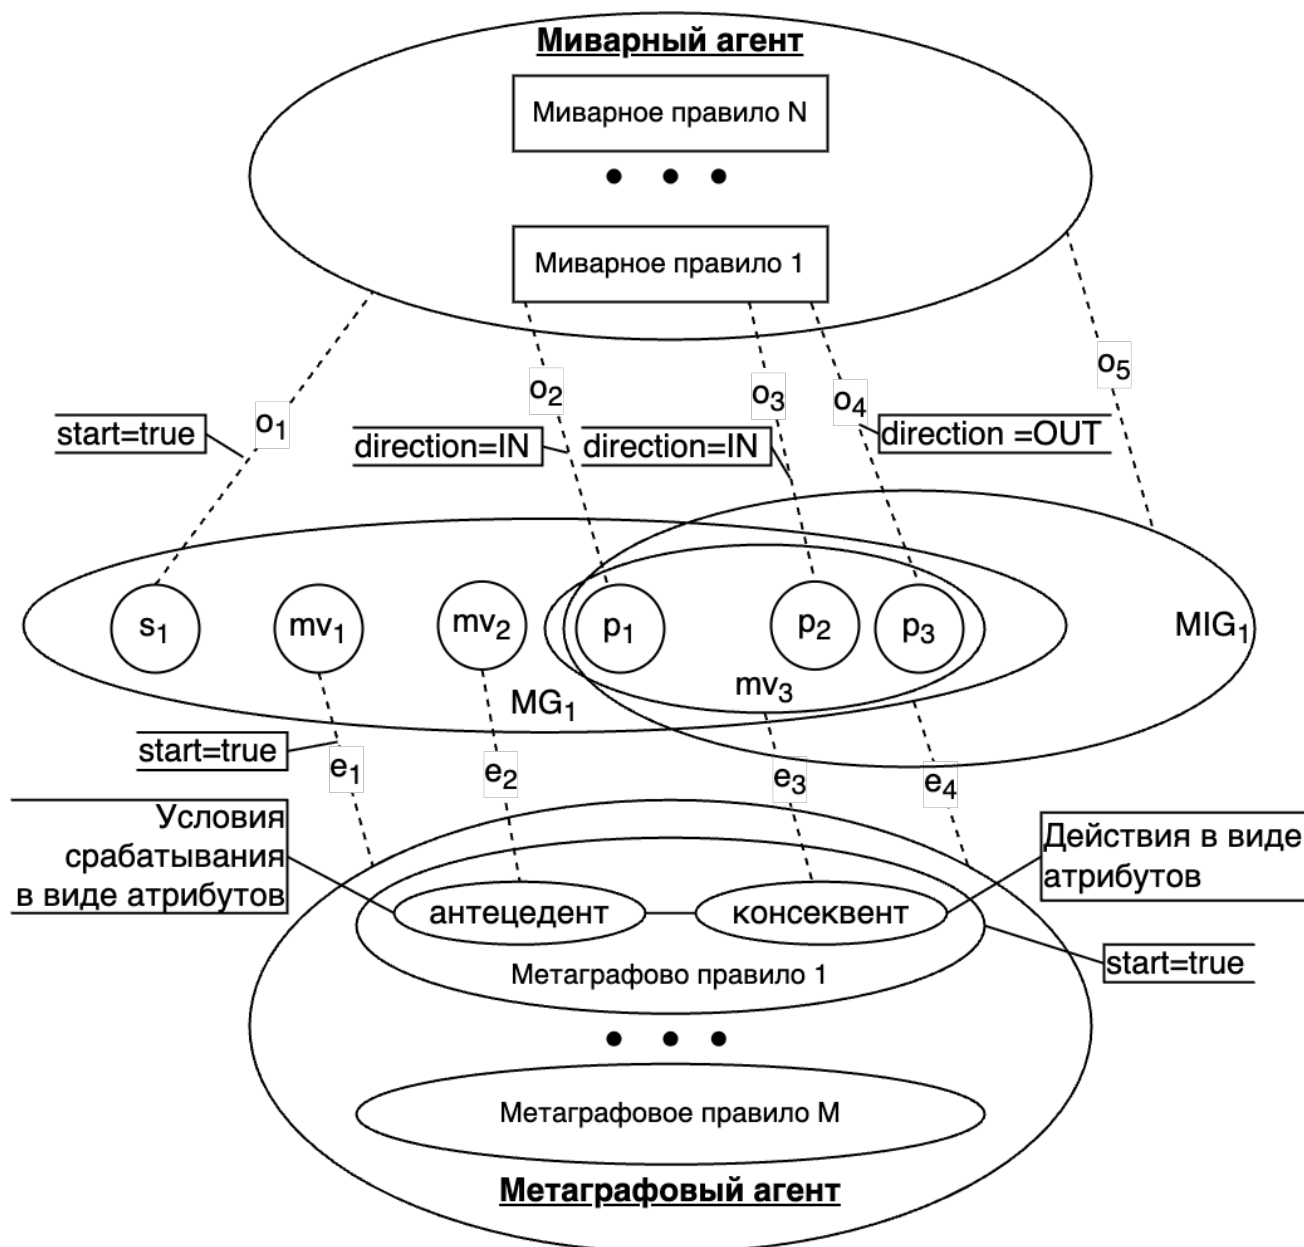 Миварный агент
Миварное правило N
Миварное правило 1
o5
o2
o3
o4
o1
start=true
direction=IN
direction=IN
direction =OUT
s1
mv1
mv2
p1
p2
p3
MIG1
mv3
MG1
start=true
e1
e2
e3
e4
Условия
срабатывания
в виде атрибутов
Действия в виде
атрибутов
антецедент
консеквент
start=true
Метаграфово правило 1
Метаграфовое правило M
Метаграфовый агент